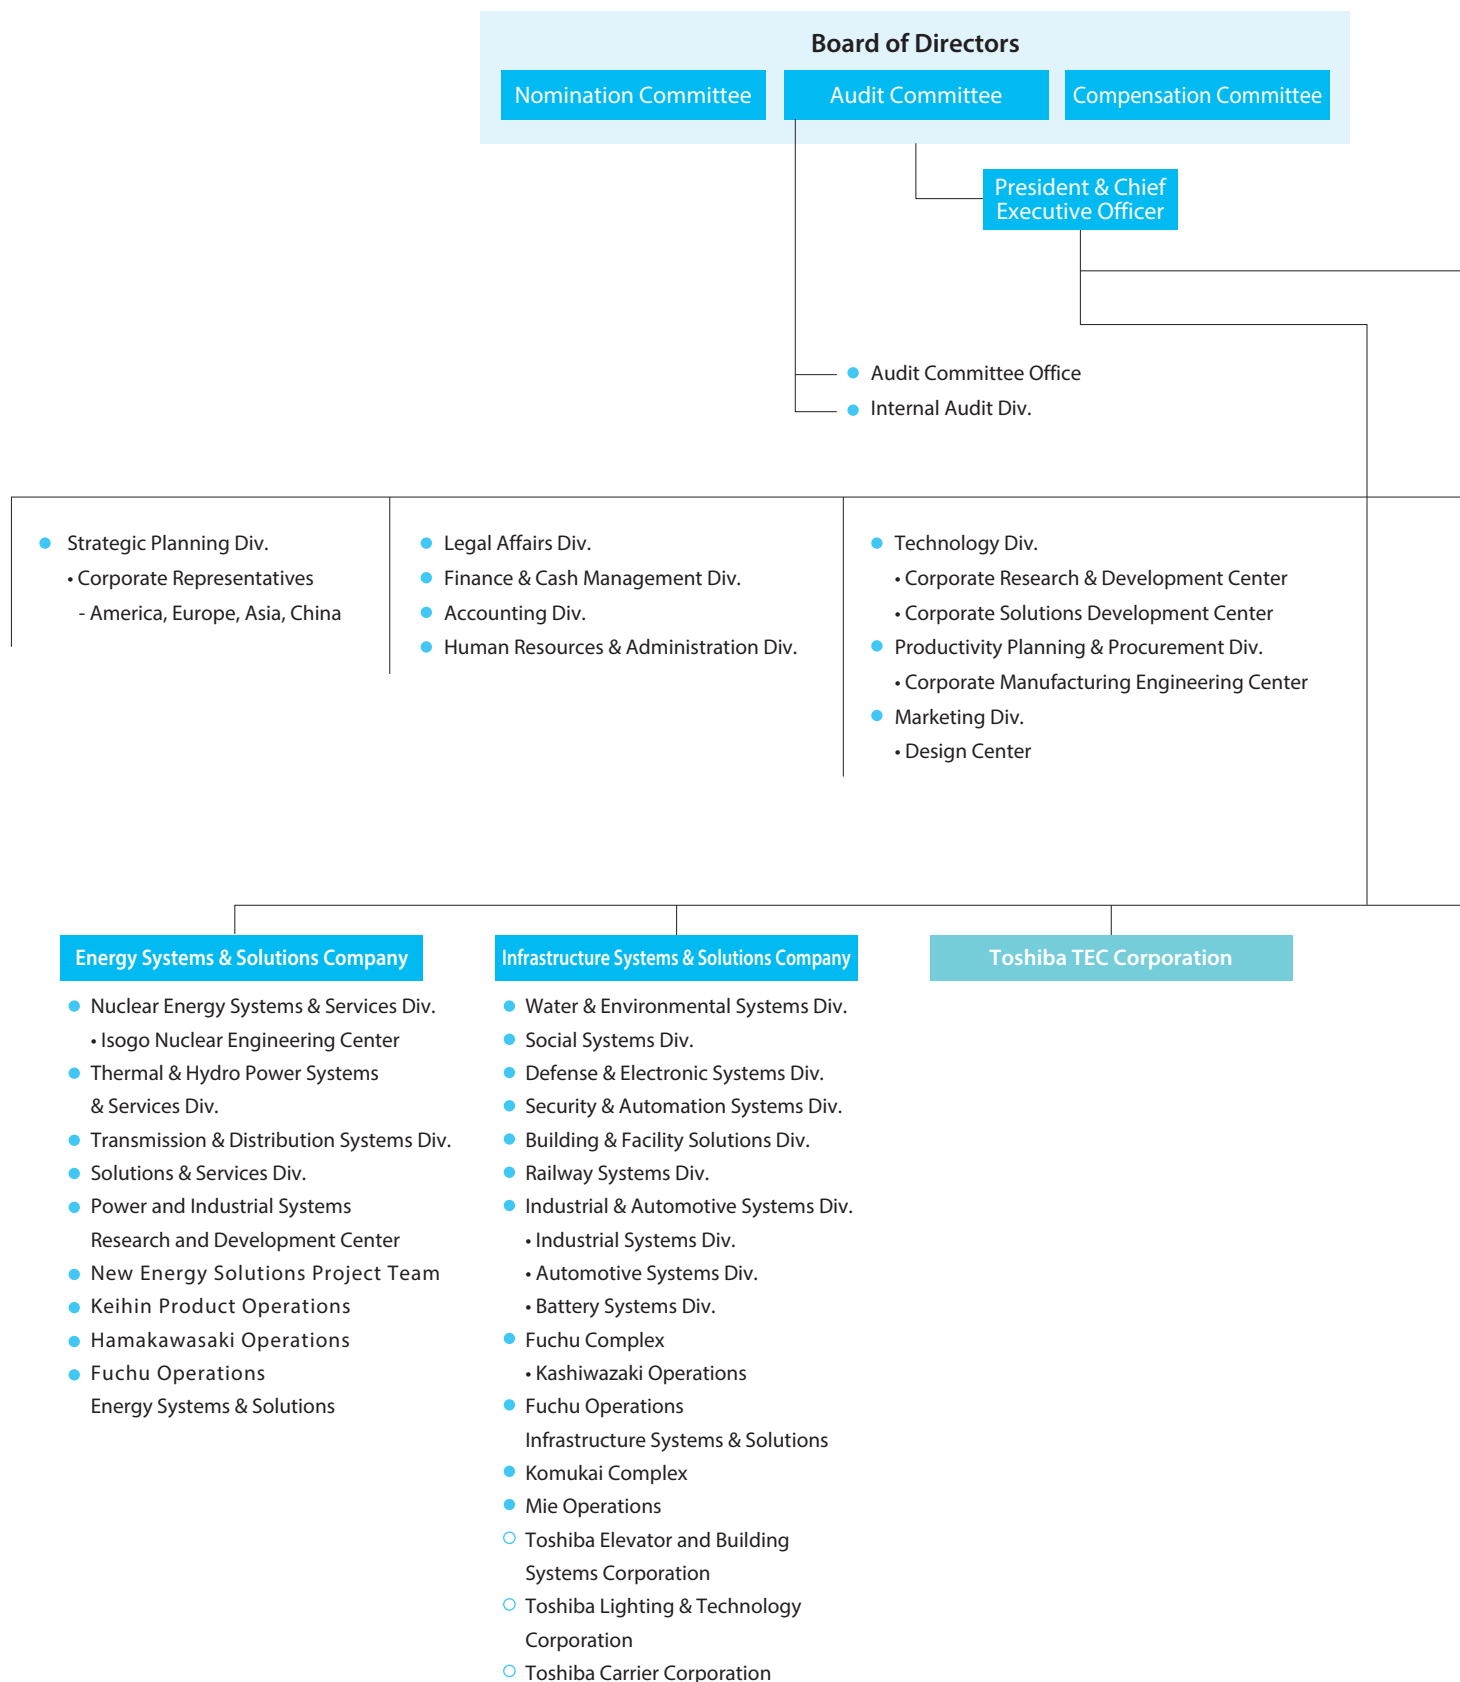 Board of Directors
Nomination Committee
Audit Committee
Compensation Committee
President & Chief
Executive Officer
● Audit Committee Office
● Internal Audit Div.
● Strategic Planning Div.
• Corporate Representatives
- America, Europe, Asia, China
● Legal Affairs Div.
● Finance & Cash Management Div.
● Accounting Div.
● Human Resources & Administration Div.
● Technology Div.
• Corporate Research & Development Center
• Corporate Solutions Development Center
● Productivity Planning & Procurement Div.
• Corporate Manufacturing Engineering Center
● Marketing Div.
• Design Center
Energy Systems & Solutions Company
● Nuclear Energy Systems & Services Div.
• Isogo Nuclear Engineering Center
● Thermal & Hydro Power Systems
& Services Div.
● Transmission & Distribution Systems Div.
● Solutions & Services Div.
● Power and Industrial Systems
Research and Development Center
● New Energy Solutions Project Team
● Keihin Product Operations
● Hamakawasaki Operations
● Fuchu Operations
Energy Systems & Solutions
Infrastructure Systems & Solutions Company
● Water & Environmental Systems Div.
● Social Systems Div.
● Defense & Electronic Systems Div.
● Security & Automation Systems Div.
● Building & Facility Solutions Div.
● Railway Systems Div.
● Industrial & Automotive Systems Div.
• Industrial Systems Div.
• Automotive Systems Div.
• Battery Systems Div.
● Fuchu Complex
• Kashiwazaki Operations
● Fuchu Operations
Infrastructure Systems & Solutions
● Komukai Complex
● Mie Operations
○ Toshiba Elevator and Building
Systems Corporation
○ Toshiba Lighting & Technology
Corporation
○ Toshiba Carrier Corporation
Toshiba TEC Corporation